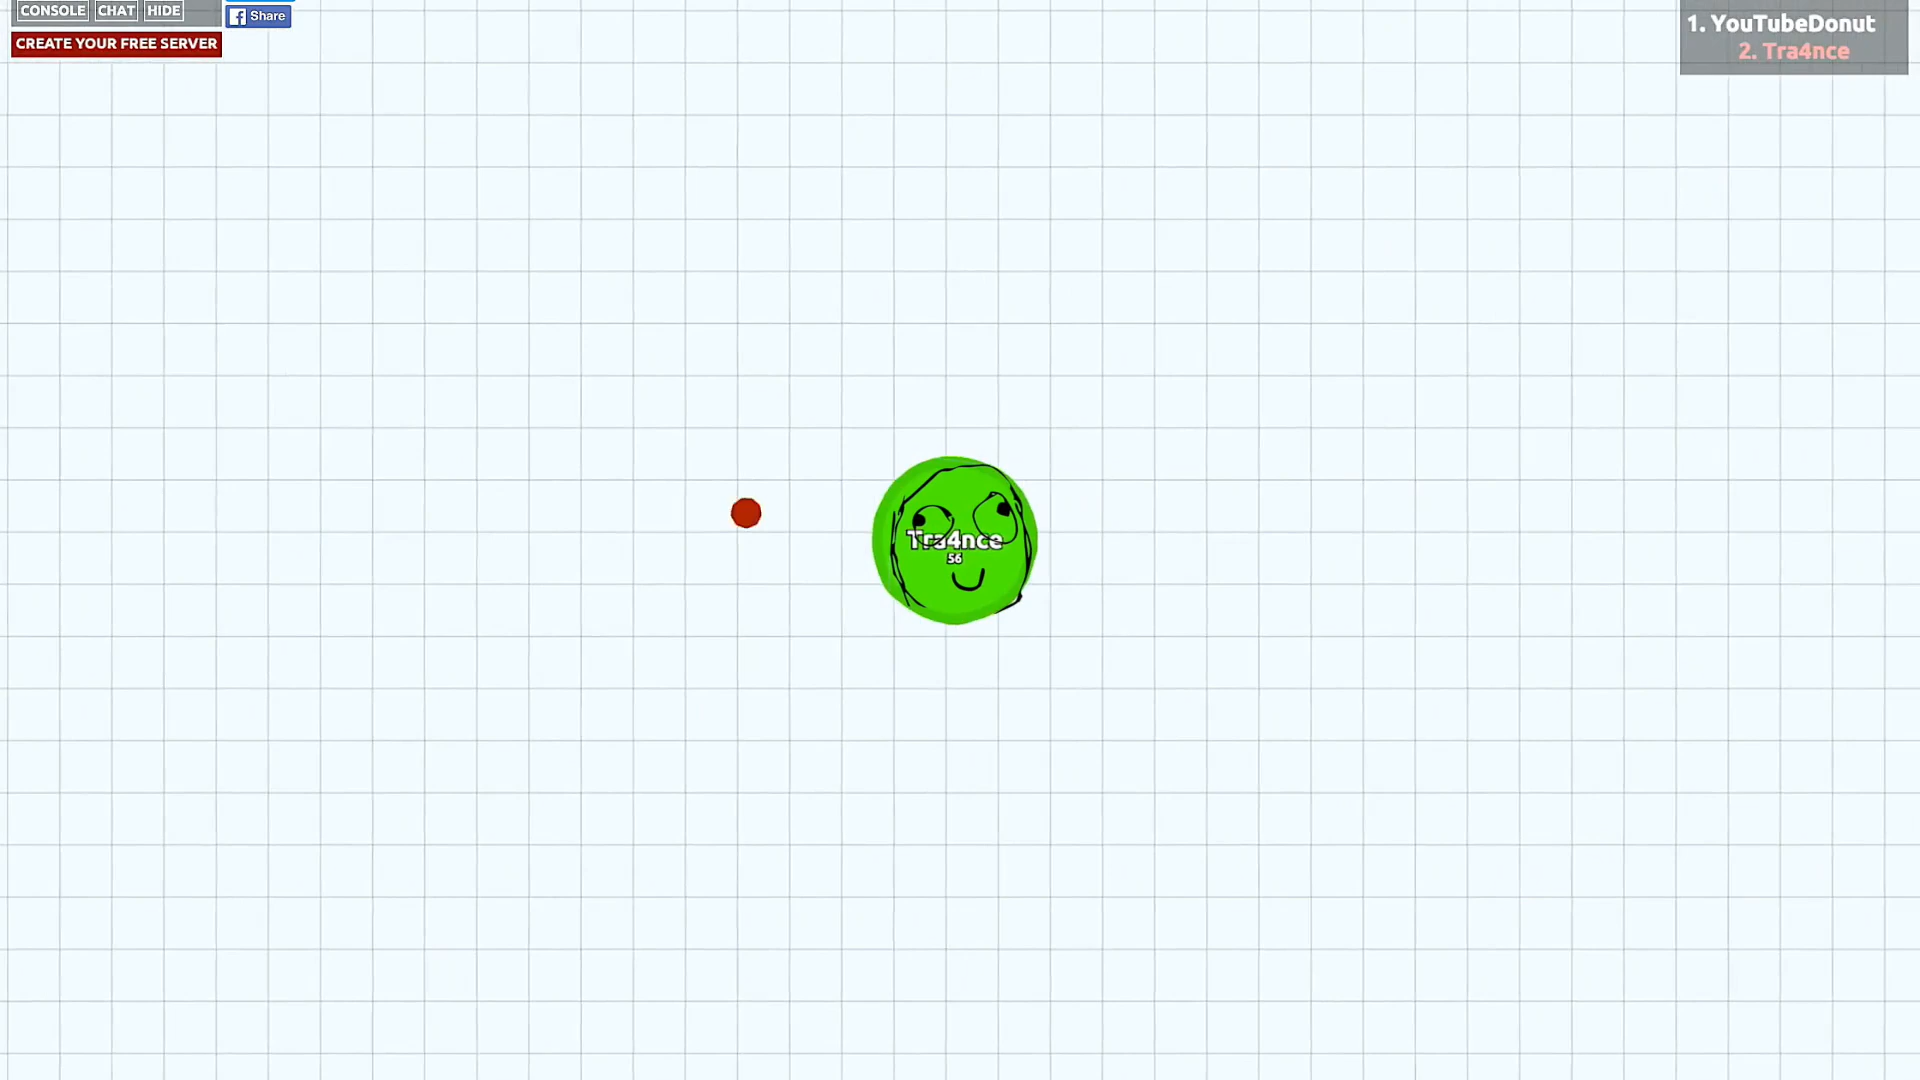 CONSOLE CHAT HIDE
Share
CREATE YOUR FREE SERVER
1. YouTubeDonut
2. Tra4nce
Tra4nce
56